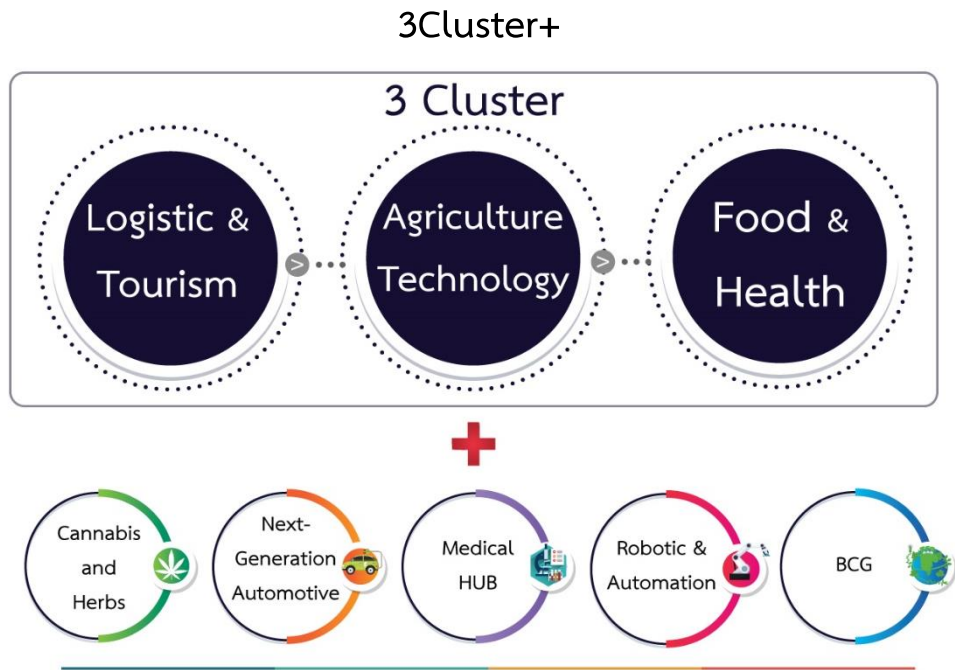 3Cluster+
3 Cluster
Logistic &
Tourism
Agriculture
Technology
Food &
Health
Cannabis
and
Herbs
Next-
Generation
Automotive
Medical
HUB
Robotic &
Automation
BCG